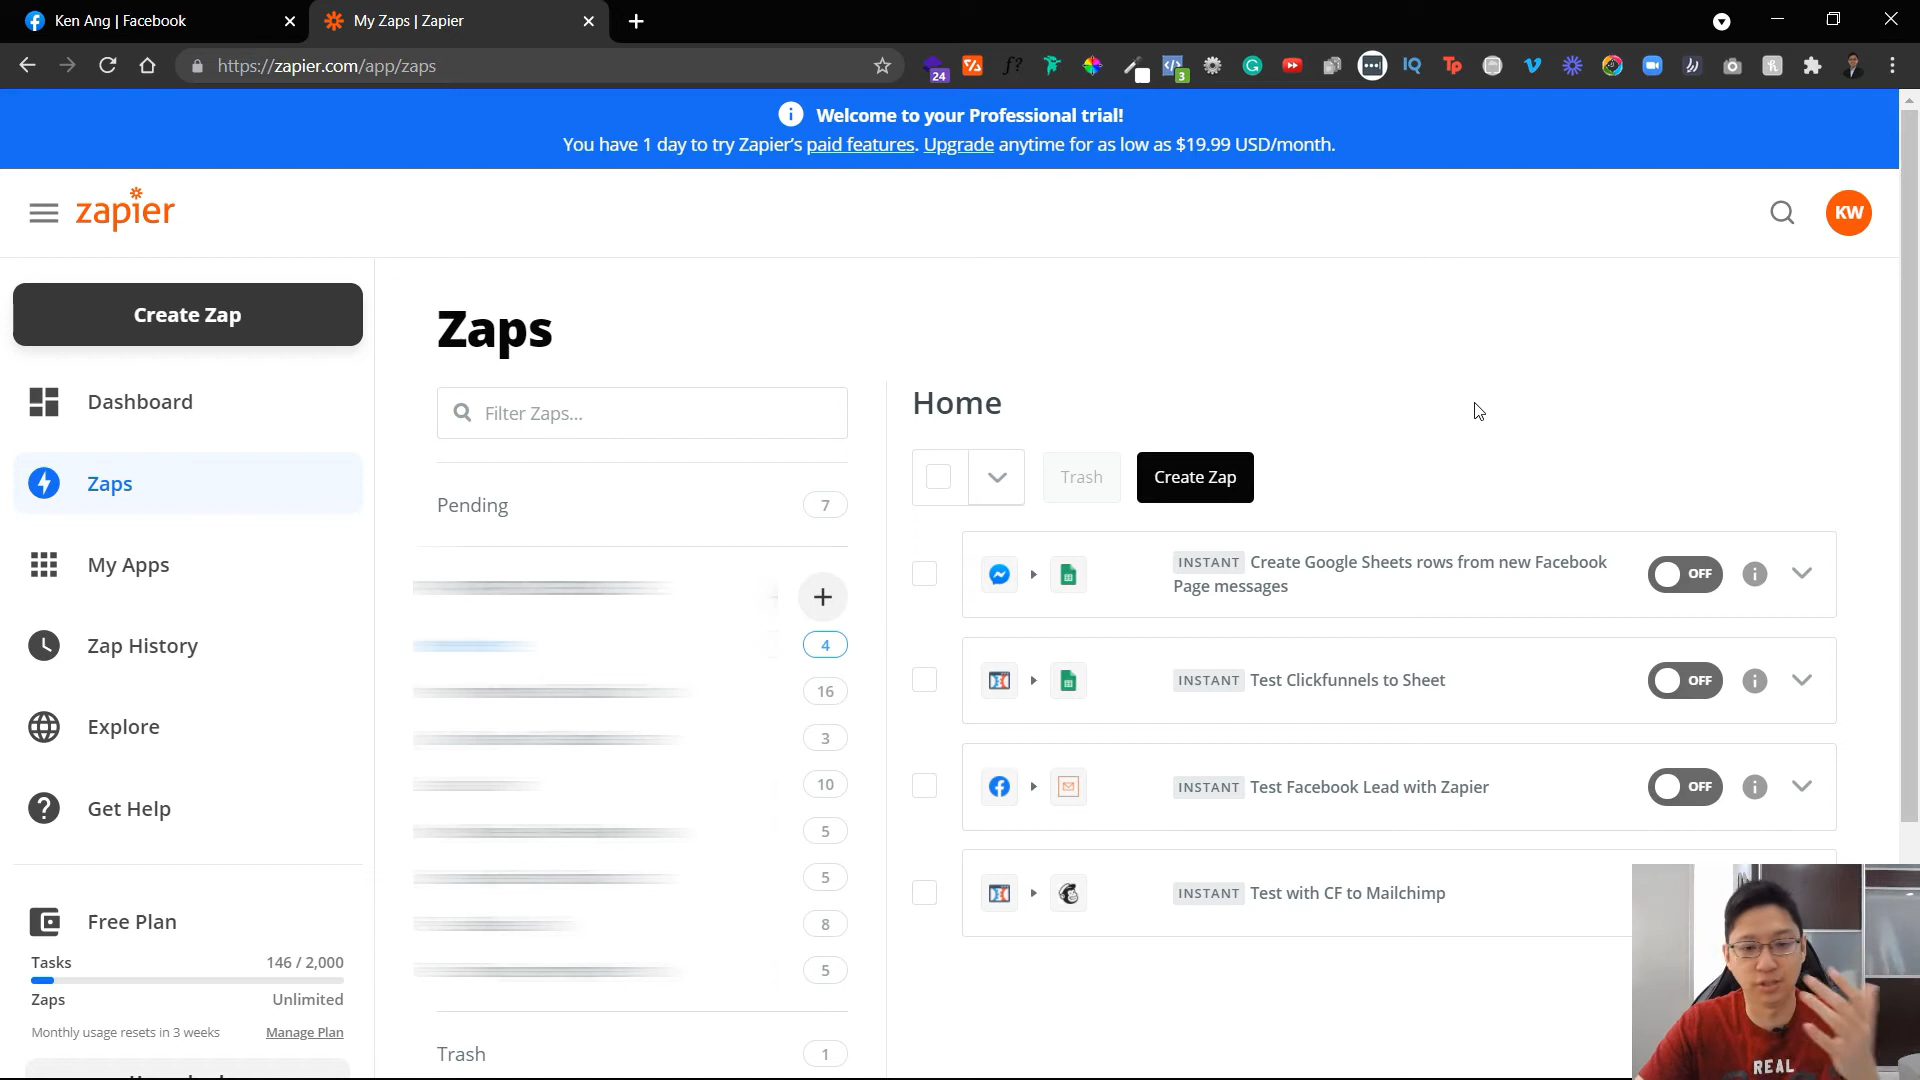 Ken Ang | Facebook
My Zaps | Zapier
https://zapier.com/app/zaps
24
f?
3
IQ
Tp
Welcome to your Professional trial!
You have 1 day to try Zapier's paid features. Upgrade anytime for as low as $19.99 USD/month.
zapier
KW
Create Zap
Dashboard
Zaps
My Apps
Zap History
Explore
Get Help
Free Plan
Tasks 146 / 2,000
Zaps Unlimited
Monthly usage resets in 3 weeks Manage Plan
Zaps
Filter Zaps...
Pending 7
4
16
3
10
5
5
8
5
Trash 1
Home
Trash
Create Zap
INSTANT Create Google Sheets rows from new Facebook
Page messages
OFF
INSTANT Test Clickfunnels to Sheet
OFF
INSTANT Test Facebook Lead with Zapier
OFF
INSTANT Test with CF to Mailchimp
REAL